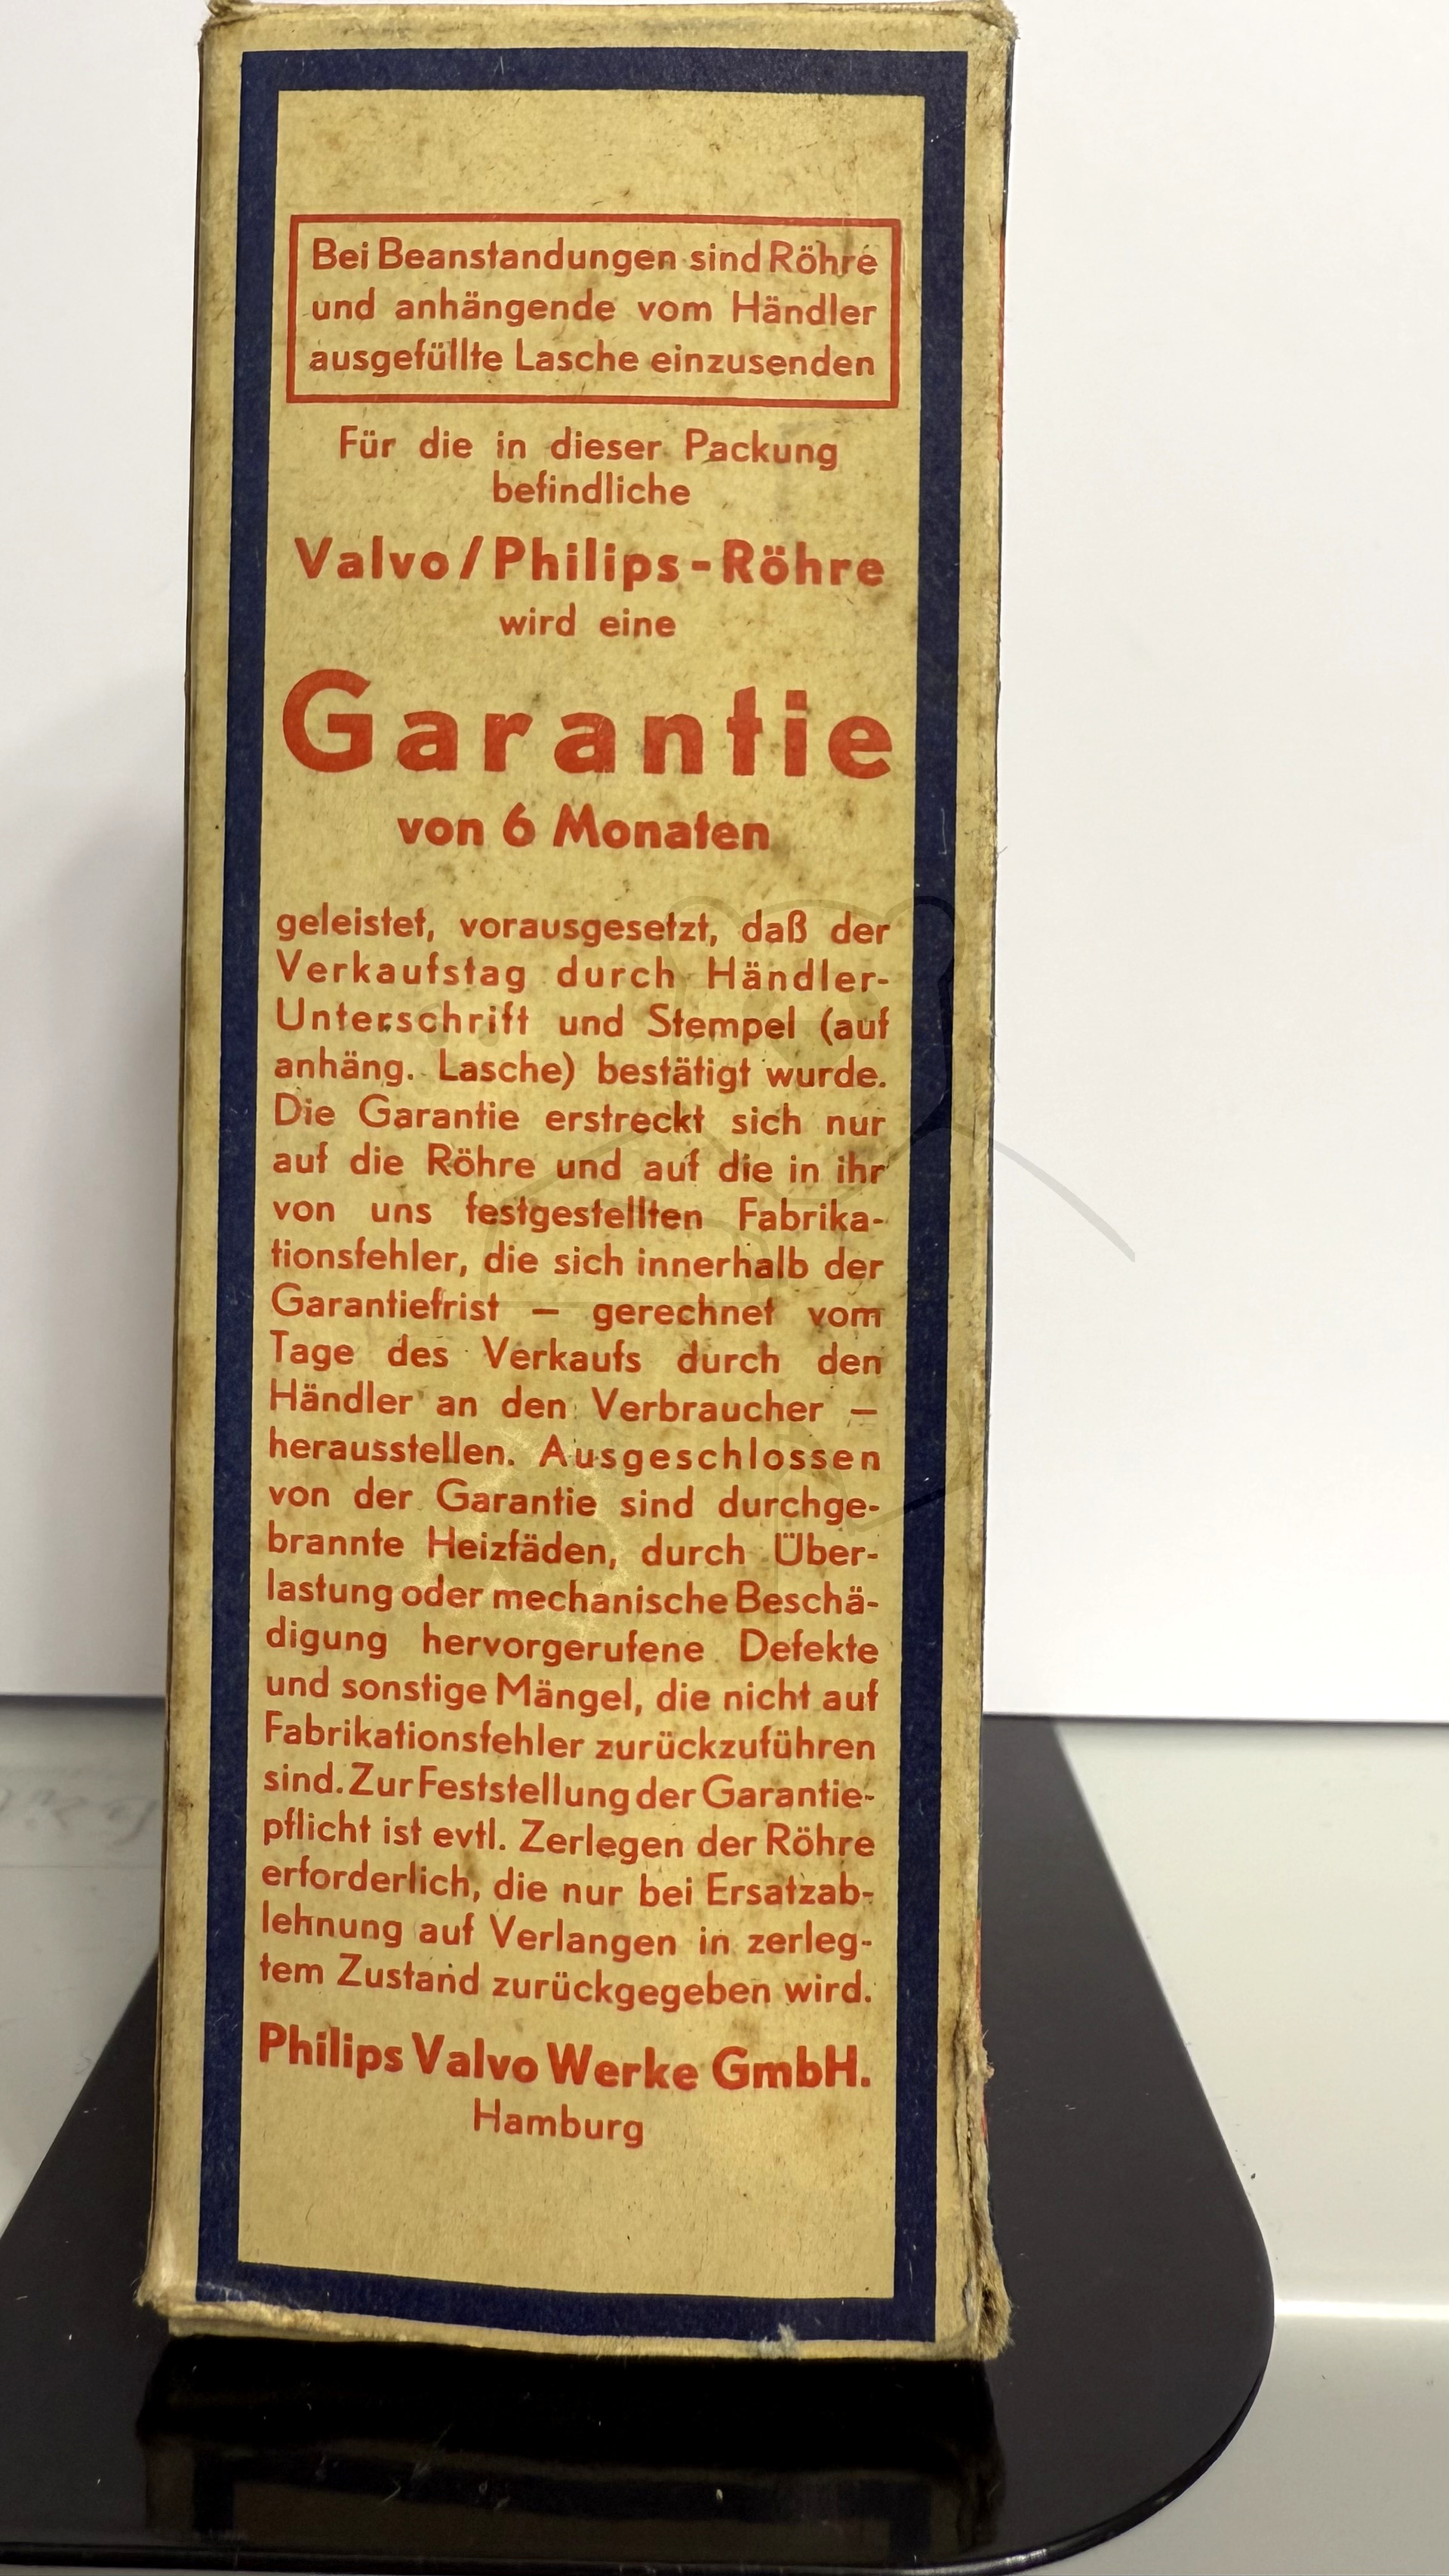 Bei Beanstandungen sind Röhre
und anhängende vom Händler
ausgefüllte Lasche einzusenden
Für die in dieser Packung
befindliche
Valvo/Philips-Röhre
wird eine
Garantie
von 6 Monaten
geleistet, vorausgesetzt, daß der
Verkaufstag durch Händler-
Unterschrift und Stempel (auf
anhäng. Lasche) bestätigt wurde.
Die Garantie erstreckt sich nur
auf die Röhre und auf die in ihr
von uns festgestellten Fabrika-
tionsfehler, die sich innerhalb der
Garantiefrist – gerechnet vom
Tage des Verkaufs durch den
Händler an den Verbraucher –
herausstellen. Ausgeschlossen
von der Garantie sind durchge-
brannte Heizfäden, durch Über-
lastung oder mechanische Beschä-
digung hervorgerufene Defekte
und sonstige Mängel, die nicht auf
Fabrikationsfehler zurückzuführen
sind. Zur Feststellung der Garantie-
pflicht ist evtl. Zerlegen der Röhre
erforderlich, die nur bei Ersatzab-
lehnung auf Verlangen in zerleg-
tem Zustand zurückgegeben wird.
Philips Valvo Werke GmbH.
Hamburg